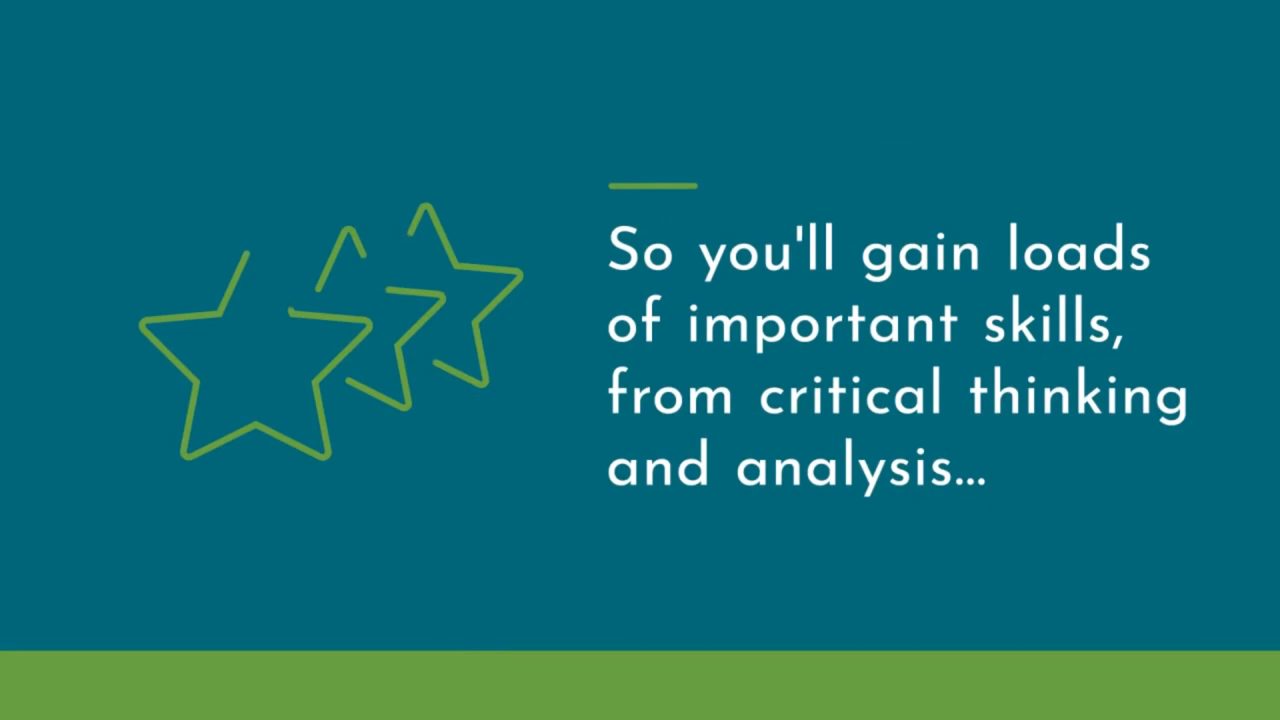 So you'll gain loads
of important skills,
from critical thinking
and analysis...